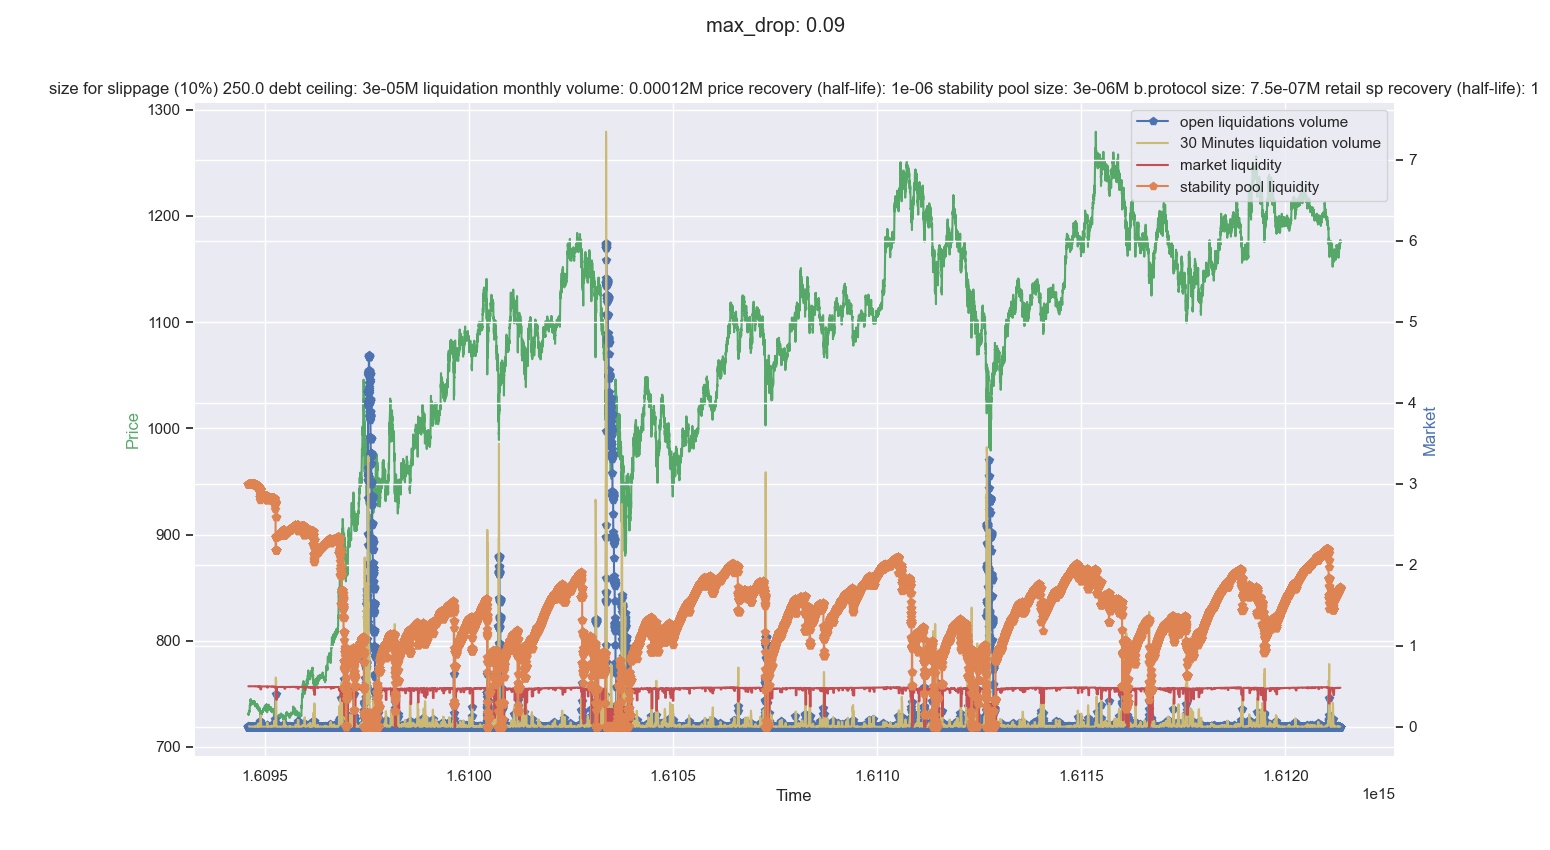 max_drop: 0.09
size for slippage (10%) 250.0 debt ceiling: 3e-05M liquidation monthly volume: 0.00012M price recovery (half-life): 1e-06 stability pool size: 3e-06M b.protocol size: 7.5e-07M retail sp recovery (half-life): 1
open liquidations volume
30 Minutes liquidation volume
market liquidity
stability pool liquidity
1300
1200
1100
1000
900
800
700
Price
7
6
5
4
3
2
1
0
Market
1.6095 1.6100 1.6105 1.6110 1.6115 1.6120
1e15
Time